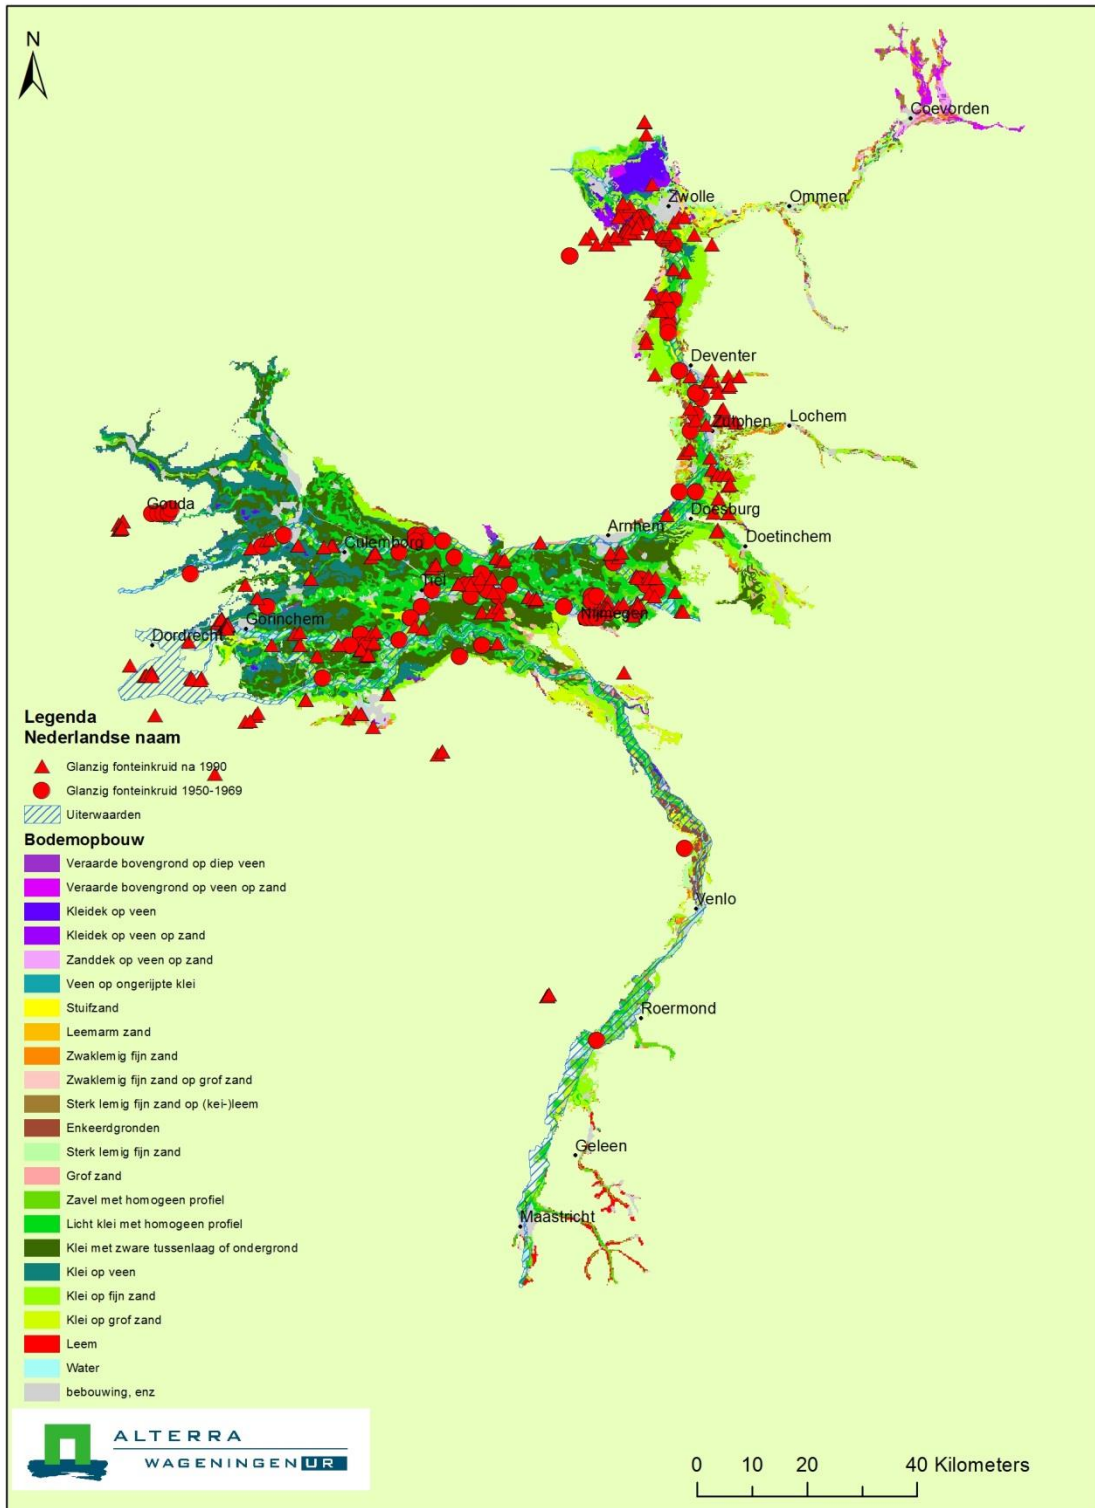 N
Coevorden
Zwolle
Ommen
Deventer
Zutphen
Lochem
Gouda
Doesburg
Arnhem
Culemborg
Doetinchem
Tiel
Nijmegen
Gorinchem
Dordrecht
Venlo
Roermond
Geleen
Maastricht
Legenda
Nederlandse naam
Glanzig fonteinkruid na 1990
Glanzig fonteinkruid 1950-1969
Uiterwaarden
Bodemopbouw
Veraarde bovengrond op diep veen
Veraarde bovengrond op veen op zand
Kleidek op veen
Kleidek op veen op zand
Zanddek op veen op zand
Veen op ongerijpte klei
Stuifzand
Leemarm zand
Zwaklemig fijn zand
Zwaklemig fijn zand op grof zand
Sterk lemig fijn zand op (kei-)leem
Enkeerdgronden
Sterk lemig fijn zand
Grof zand
Zavel met homogeen profiel
Licht klei met homogeen profiel
Klei met zware tussenlaag of ondergrond
Klei op veen
Klei op fijn zand
Klei op grof zand
Leem
Water
bebouwing, enz
ALTERRA
WAGENINGEN UR
0 10 20 40 Kilometers